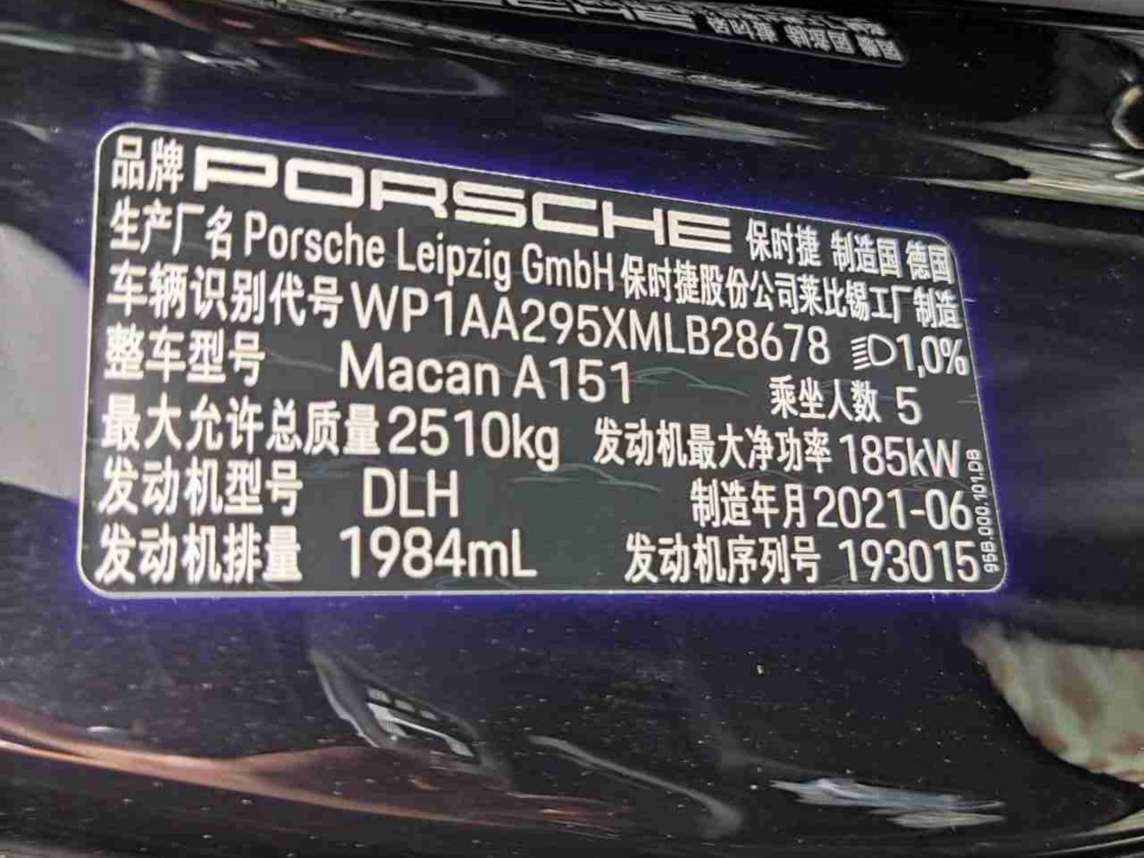 品牌 PORSCHE 保时捷 制造国 德国
生产厂名 Porsche Leipzig GmbH 保时捷股份公司莱比锡工厂制造
车辆识别代号 WP1AA295XMLB28678 1,0%
整车型号 Macan A151 乘坐人数 5
最大允许总质量 2510kg 发动机最大净功率 185kW
发动机型号 DLH 制造年月 2021-06
发动机排量 1984mL 发动机序列号 193015
95B.000.101.DB